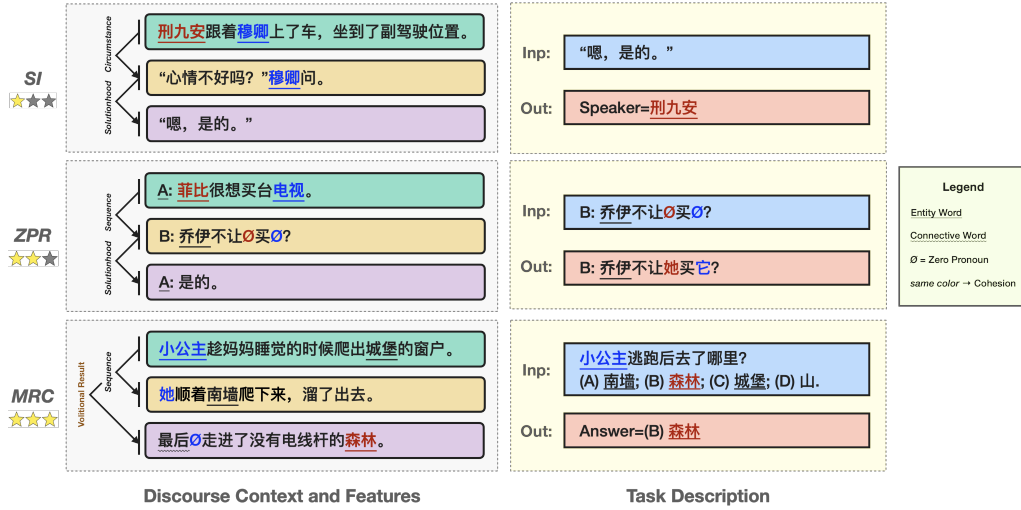 SI
Circumstance
Solutionhood
刑九安跟着穆卿上了车，坐到了副驾驶位置。
“心情不好吗？”穆卿问。
“嗯，是的。”
Inp: “嗯，是的。”
Out: Speaker=刑九安
ZPR
Sequence
Solutionhood
A: 菲比很想买台电视。
B: 乔伊不让Ø买Ø?
A: 是的。
Inp: B: 乔伊不让Ø买Ø?
Out: B: 乔伊不让她买它?
MRC
Volitional Result
Sequence
小公主趁妈妈睡觉的时候爬出城堡的窗户。
她顺着南墙爬下来，溜了出去。
最后Ø走进了没有电线杆的森林。
Inp: 小公主逃跑后去了哪里?
(A) 南墙; (B) 森林; (C) 城堡; (D) 山.
Out: Answer=(B) 森林
Legend
Entity Word
Connective Word
Ø = Zero Pronoun
same color → Cohesion
Discourse Context and Features
Task Description